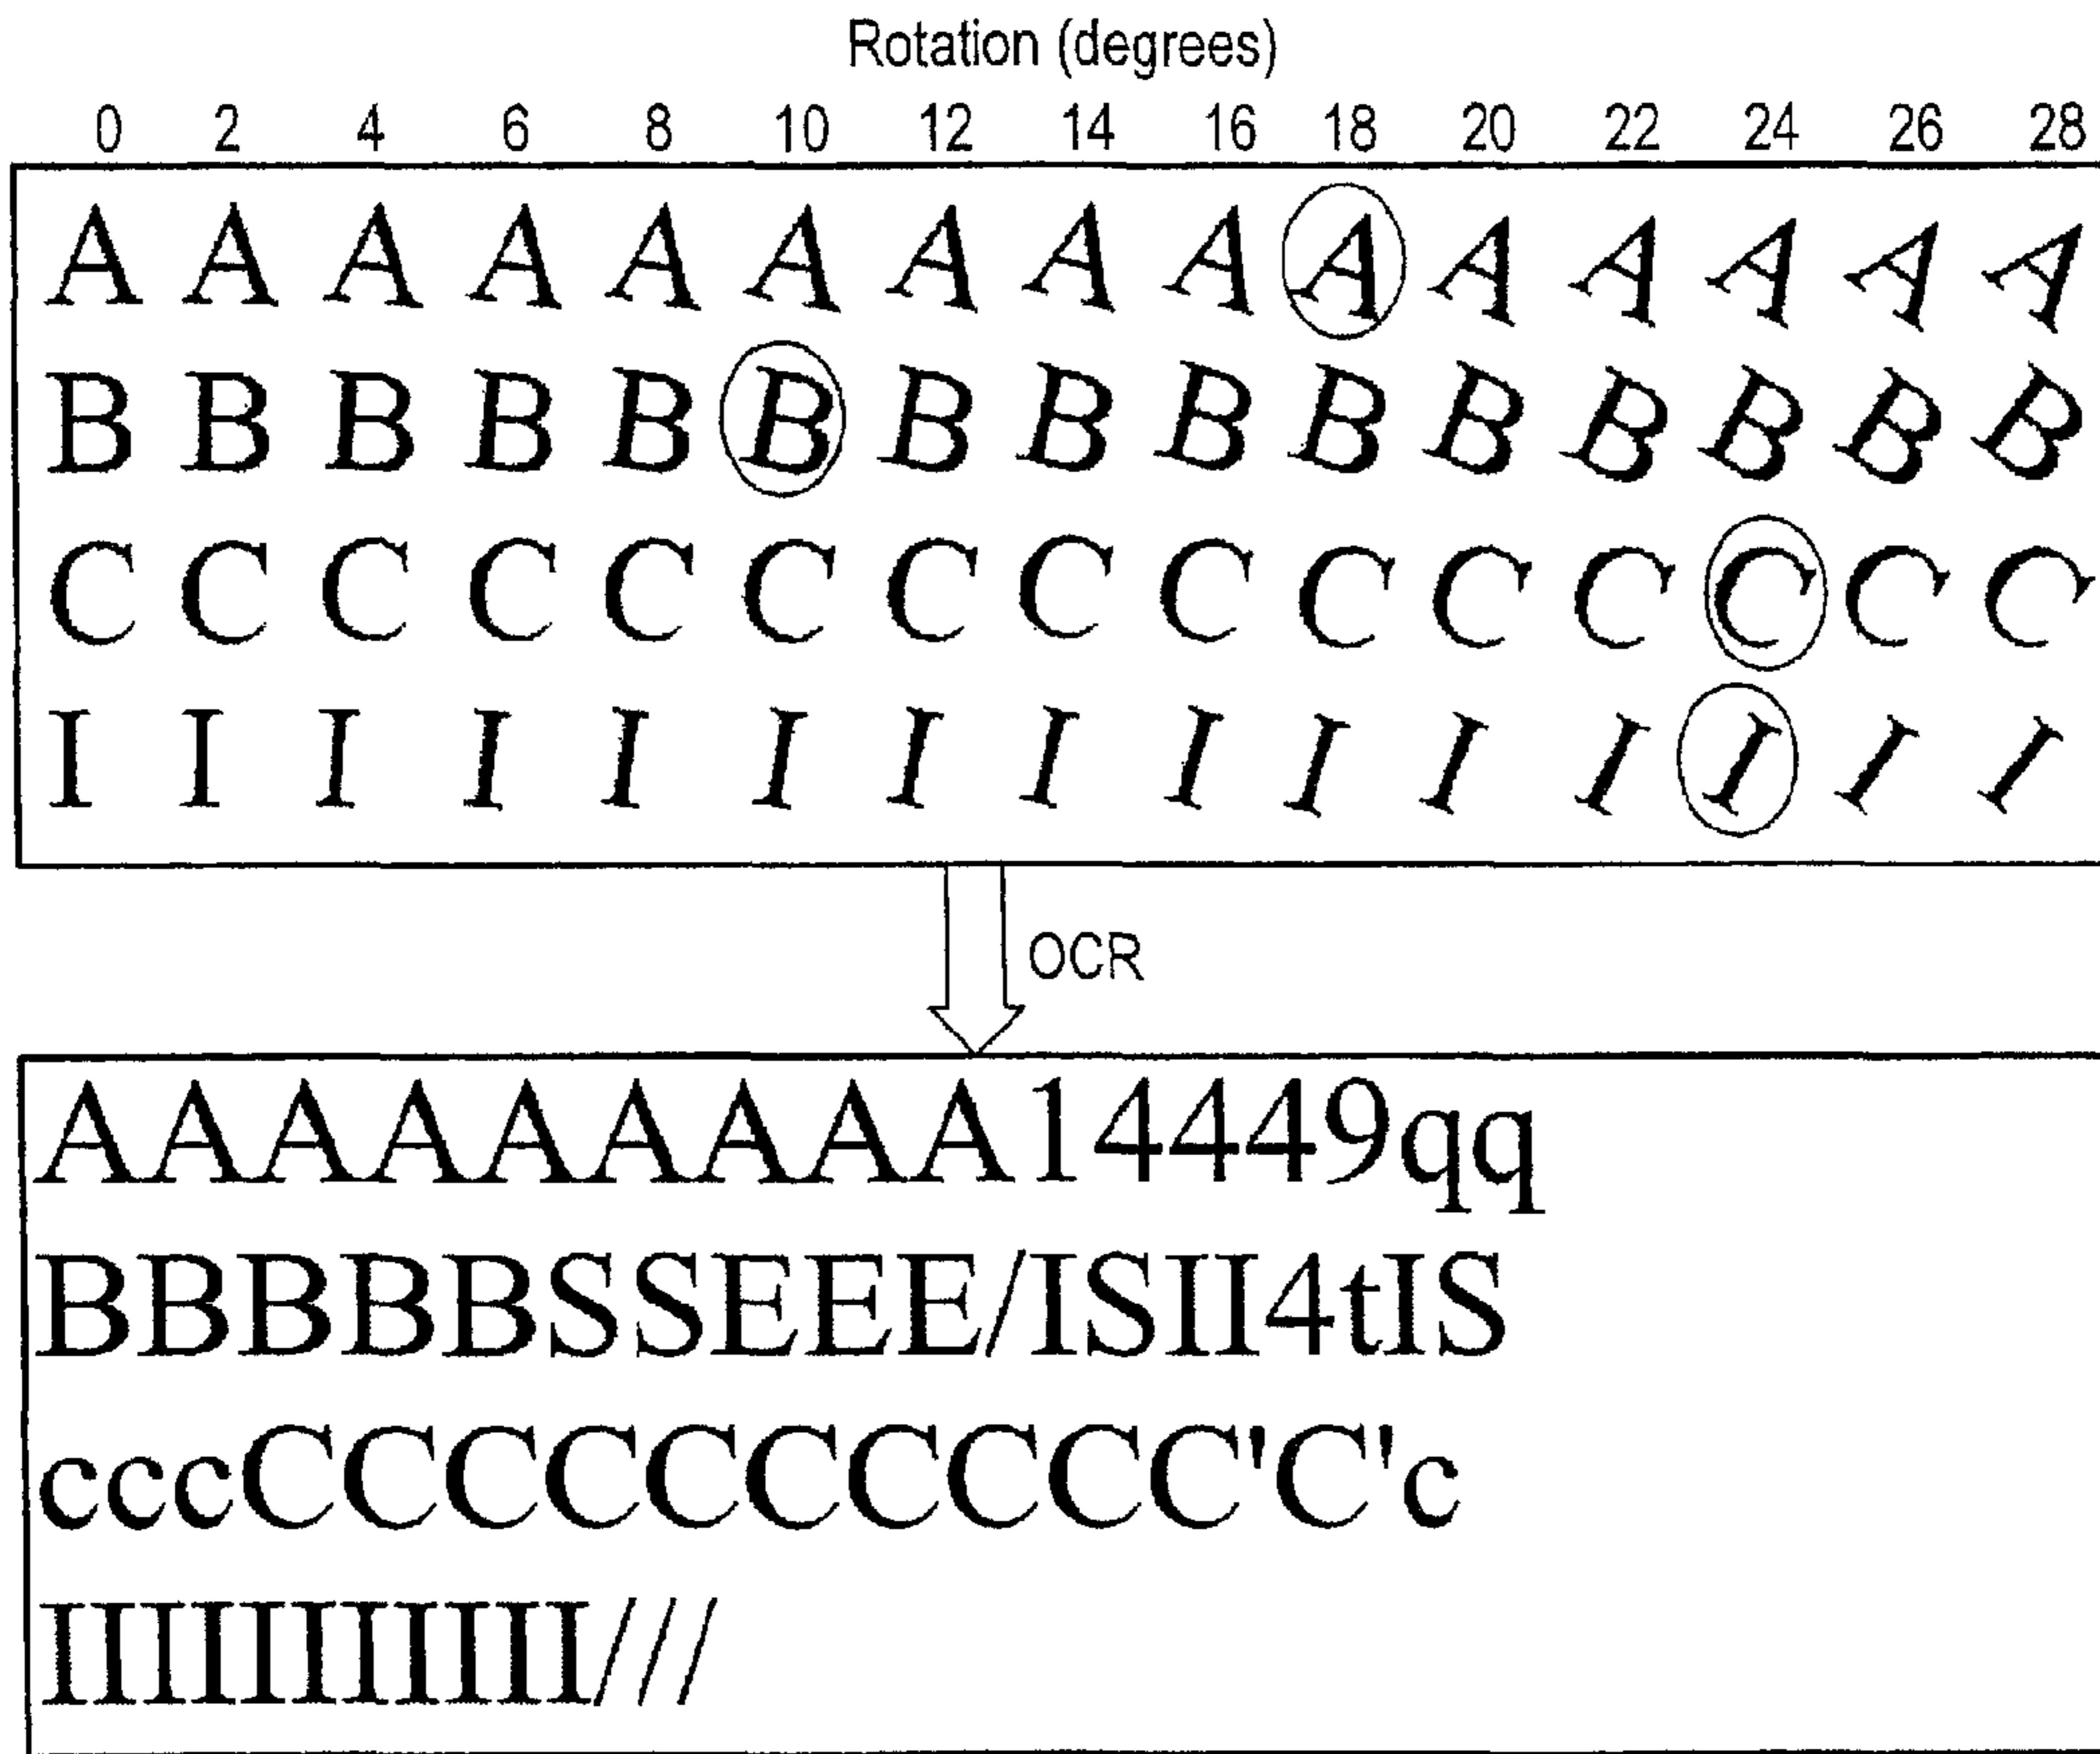 Rotation (degrees)
0 2 4 6 8 10 12 14 16 18 20 22 24 26 28
A A A A A A A A A A A A A A A
B B B B B B B B B B B B B B B
C C C C C C C C C C C C C C C
I I I I I I I I I I I I I I I
OCR
AAAAAAAAA14449qq
BBBBBSSEEE/ISII4tIS
cccCCCCCCCCCC'C'c
IIIIIIIIIII///